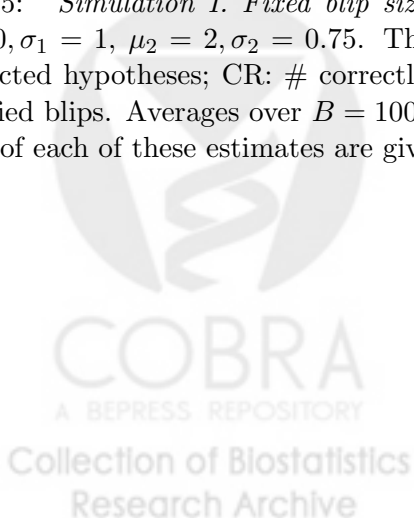 5: Simulation I. Fixed blip siz
0, σ₁ = 1, μ₂ = 2, σ₂ = 0.75. Th
cted hypotheses; CR: # correctl
ied blips. Averages over B = 100
of each of these estimates are giv
COBRA
A BEPRESS REPOSITORY
Collection of Biostatistics
Research Archive